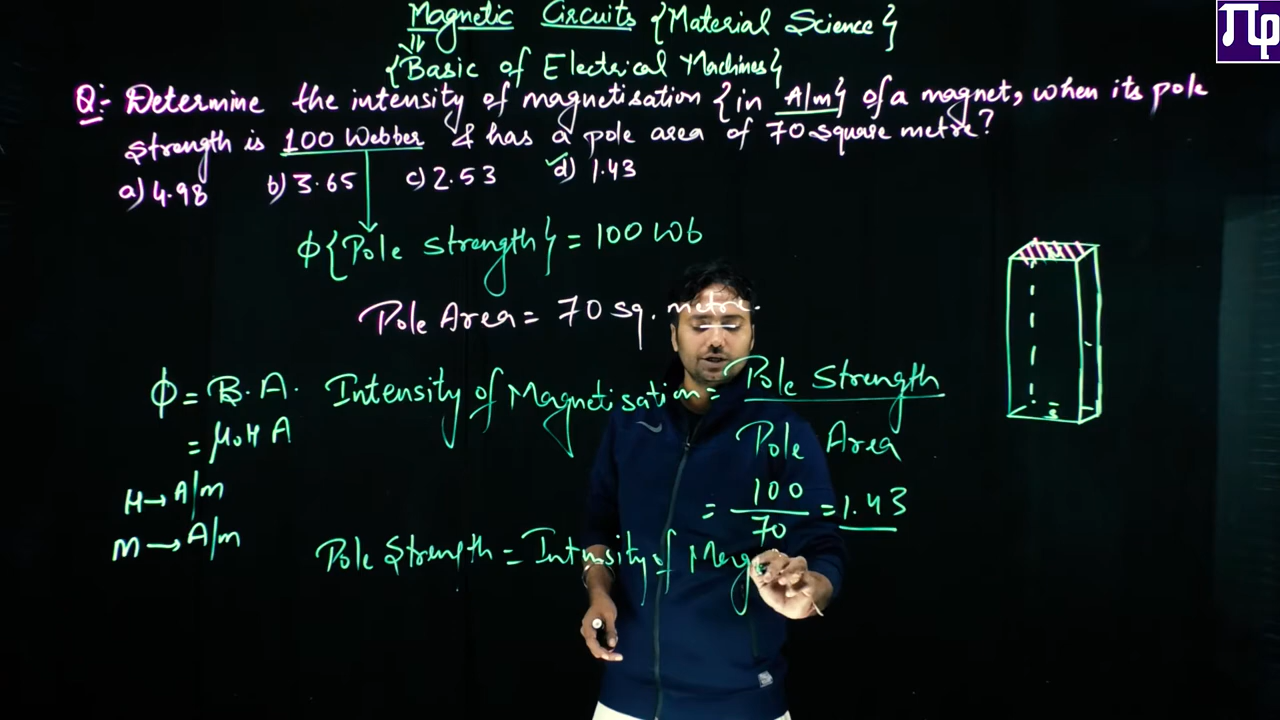 Magnetic Circuits {Material Science}
{Basic of Electrical Machines}
Q:- Determine the intensity of magnetisation {in A/m} of a magnet, when its pole
strength is 100 Webber & has a pole area of 70 square metre?
a) 4.98 b) 3.65 c) 2.53 d) 1.43
ϕ{Pole strength} = 100 Wb
Pole Area = 70 sq. metre.
ϕ = B.A.
= μ₀H A
H → A/m
M → A/m
Intensity of Magnetisation = Pole Strength
Pole Area
= 100
70
= 1.43
Pole Strength = Intensity of
πφ